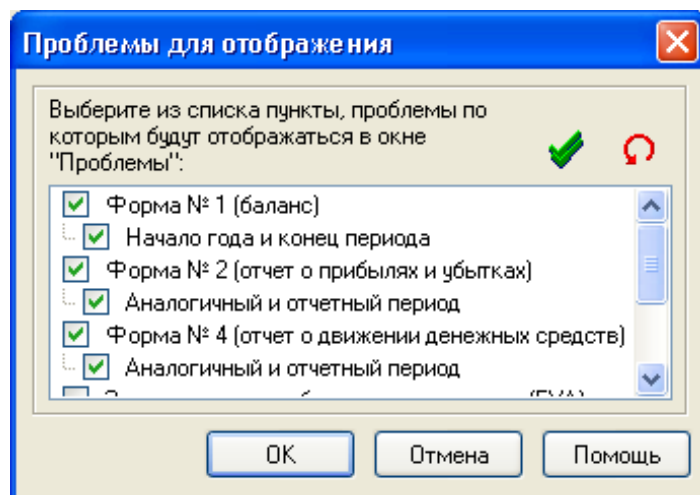 Проблемы для отображения
Выберите из списка пункты, проблемы по
которым будут отображаться в окне
"Проблемы":
Форма № 1 (баланс)
Начало года и конец периода
Форма № 2 (отчет о прибылях и убытках)
Аналогичный и отчетный период
Форма № 4 (отчет о движении денежных средств)
Аналогичный и отчетный период
OK
Отмена
Помощь